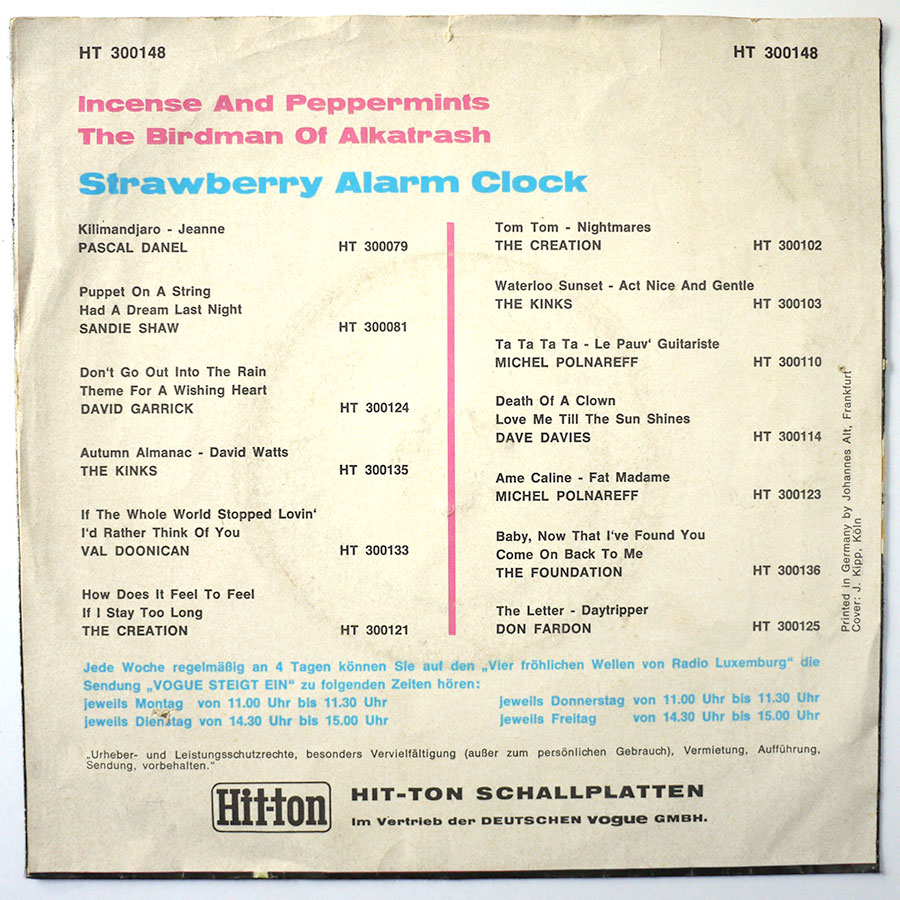 HT 300148
HT 300148
Incense And Peppermints
The Birdman Of Alkatrash
Strawberry Alarm Clock
Kilimandjaro - Jeanne
PASCAL DANEL HT 300079
Puppet On A String
Had A Dream Last Night
SANDIE SHAW HT 300081
Don't Go Out Into The Rain
Theme For A Wishing Heart
DAVID GARRICK HT 300124
Autumn Almanac - David Watts
THE KINKS HT 300135
If The Whole World Stopped Lovin'
I'd Rather Think Of You
VAL DOONICAN HT 300133
How Does It Feel To Feel
If I Stay Too Long
THE CREATION HT 300121
Tom Tom - Nightmares
THE CREATION HT 300102
Waterloo Sunset - Act Nice And Gentle
THE KINKS HT 300103
Ta Ta Ta Ta - Le Pauv' Guitariste
MICHEL POLNAREFF HT 300110
Death Of A Clown
Love Me Till The Sun Shines
DAVE DAVIES HT 300114
Ame Caline - Fat Madame
MICHEL POLNAREFF HT 300123
Baby, Now That I've Found You
Come On Back To Me
THE FOUNDATION HT 300136
The Letter - Daytripper
DON FARDON HT 300125
Printed in Germany by Johannes Alt, Frankfurt
Cover: J. Kipp, Köln
Jede Woche regelmäßig an 4 Tagen können Sie auf den „Vier fröhlichen Wellen von Radio Luxemburg“ die
Sendung „VOGUE STEIGT EIN“ zu folgenden Zeiten hören:
jeweils Montag von 11.00 Uhr bis 11.30 Uhr
jeweils Dienstag von 14.30 Uhr bis 15.00 Uhr
jeweils Donnerstag von 11.00 Uhr bis 11.30 Uhr
jeweils Freitag von 14.30 Uhr bis 15.00 Uhr
„Urheber- und Leistungsschutzrechte, besonders Vervielfältigung (außer zum persönlichen Gebrauch), Vermietung, Aufführung,
Sendung, vorbehalten.“
Hit-ton
HIT-TON SCHALLPLATTEN
Im Vertrieb der DEUTSCHEN vogue GMBH.